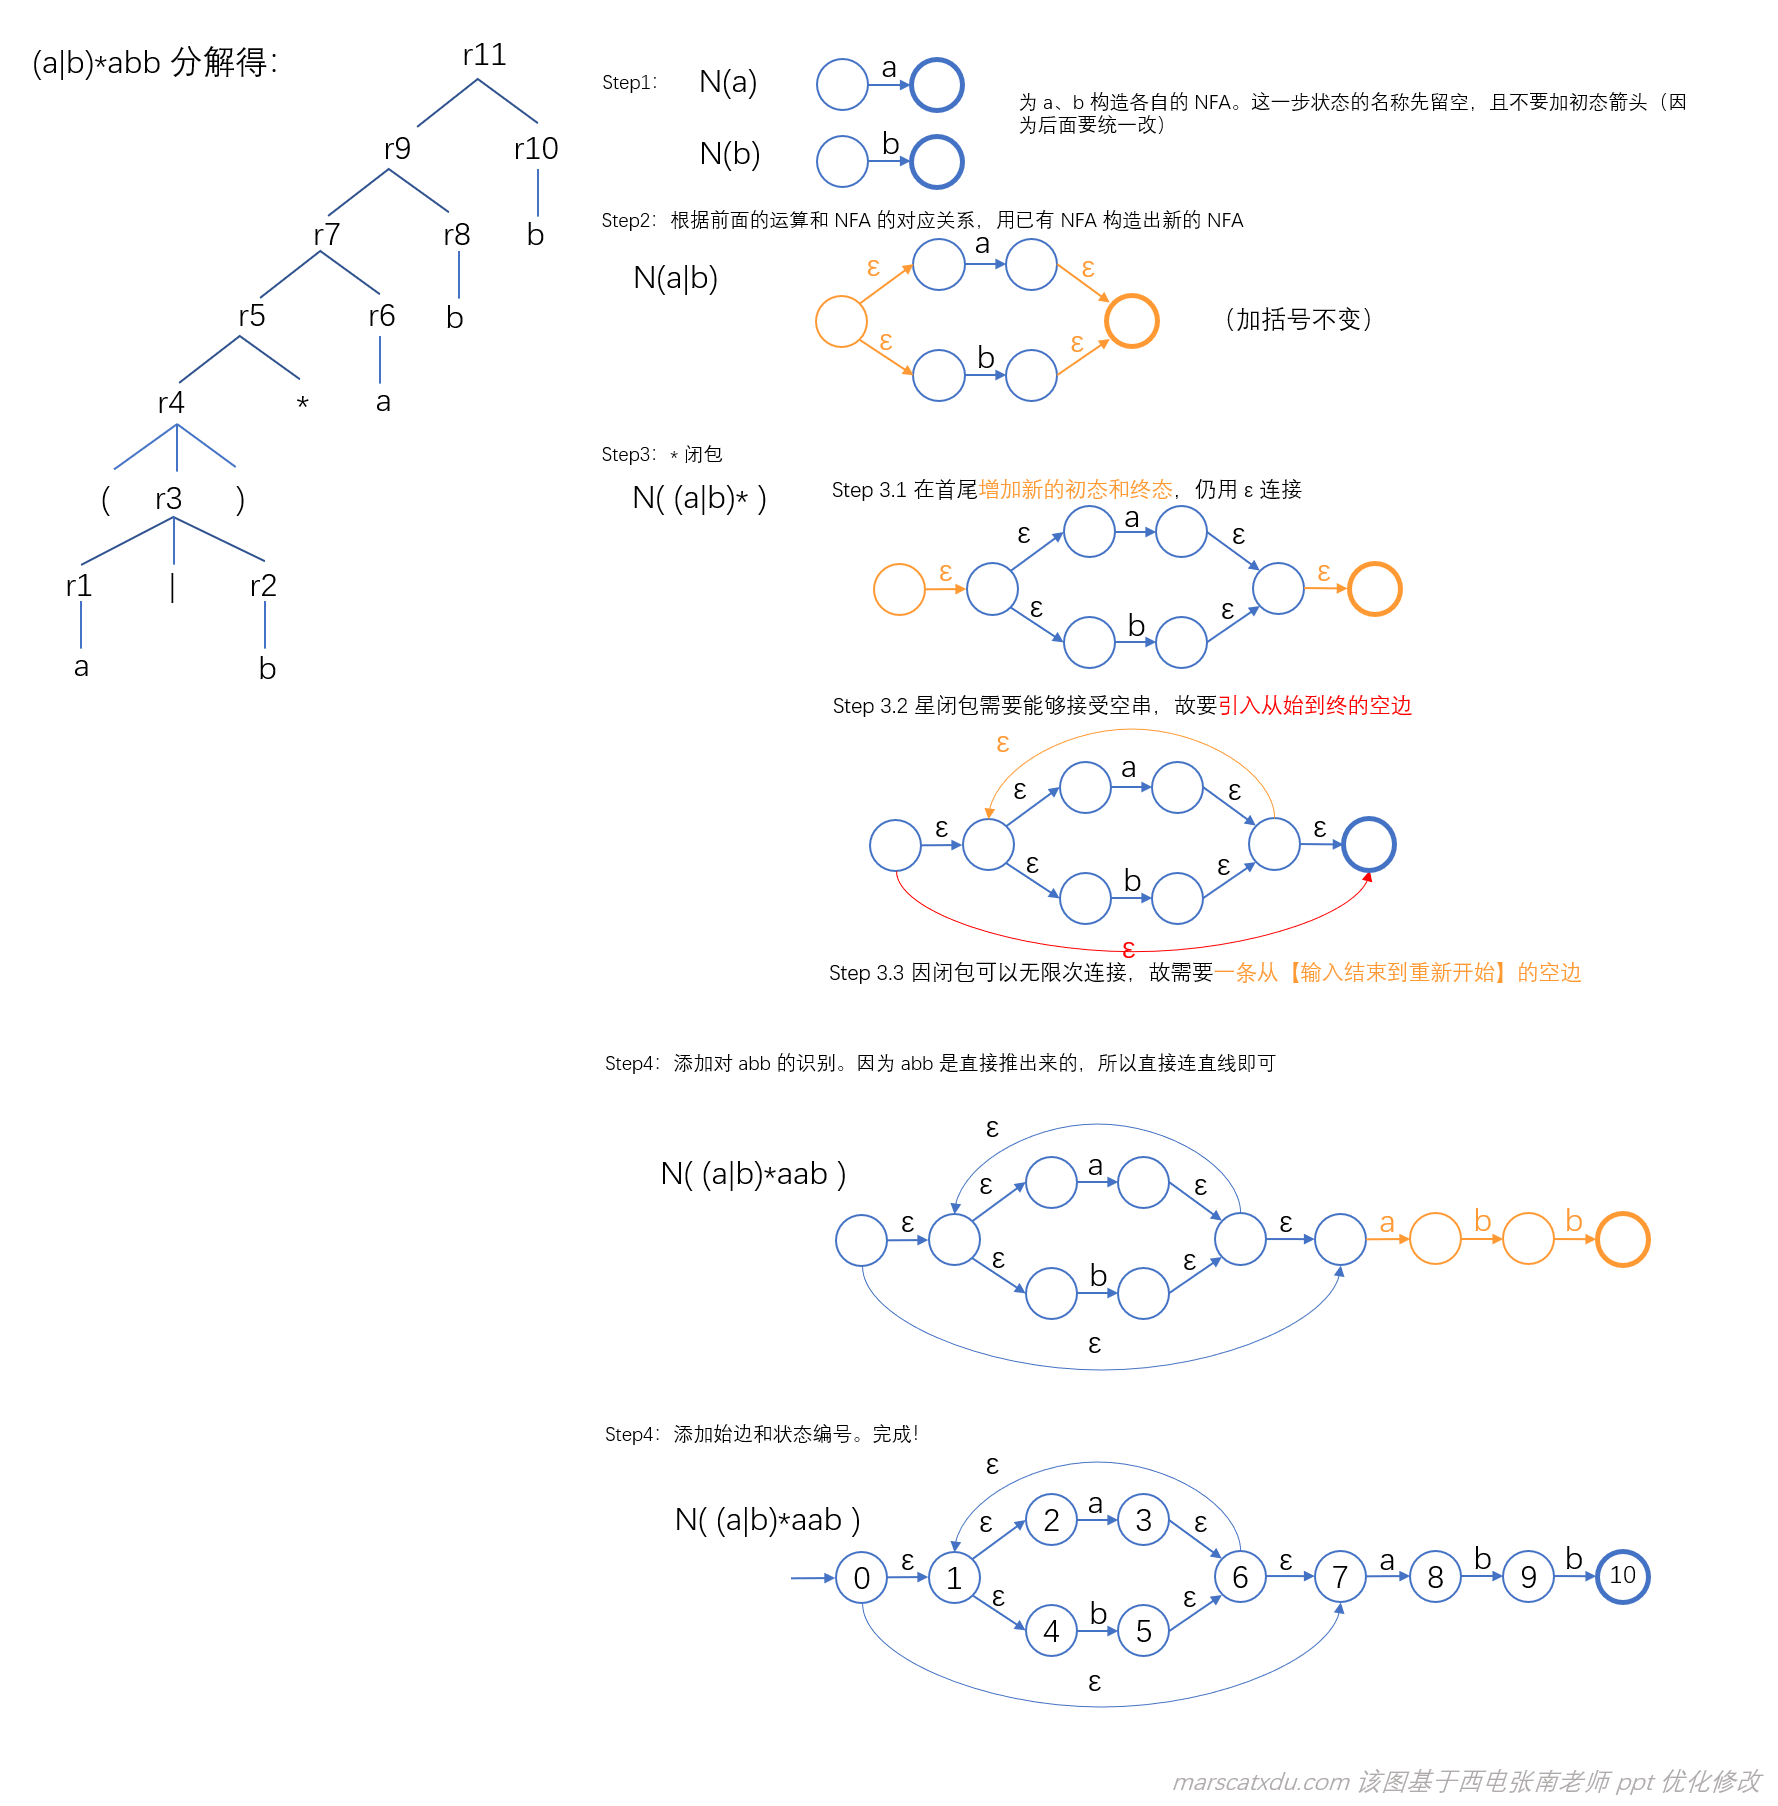 (a|b)*abb 分解得：
r11
r9
r10
r7
r8
b
r5
r6
b
r4
*
a
(
r3
)
r1
|
r2
a
b
Step1：
N(a)
a
为 a、b 构造各自的 NFA。这一步状态的名称先留空，且不要加初态箭头（因
为后面要统一改）
N(b)
b
Step2：根据前面的运算和 NFA 的对应关系，用已有 NFA 构造出新的 NFA
N(a|b)
ε
a
ε
ε
b
ε
（加括号不变）
Step3：* 闭包
N( (a|b)* )
Step 3.1 在首尾增加新的初态和终态，仍用 ε 连接
ε
a
ε
ε
ε
ε
b
ε
Step 3.2 星闭包需要能够接受空串，故要引入从始到终的空边
ε
ε
a
ε
ε
ε
ε
b
ε
ε
Step 3.3 因闭包可以无限次连接，故需要一条从【输入结束到重新开始】的空边
Step4：添加对 abb 的识别。因为 abb 是直接推出来的，所以直接连直线即可
N( (a|b)*aab )
ε
ε
a
ε
ε
ε
a
b
b
ε
b
ε
ε
Step4：添加始边和状态编号。完成！
N( (a|b)*aab )
ε
ε
2
a
3
ε
0
ε
1
6
ε
7
a
8
b
9
b
10
ε
4
b
5
ε
ε
marscatxdu.com 该图基于西电张南老师 ppt 优化修改